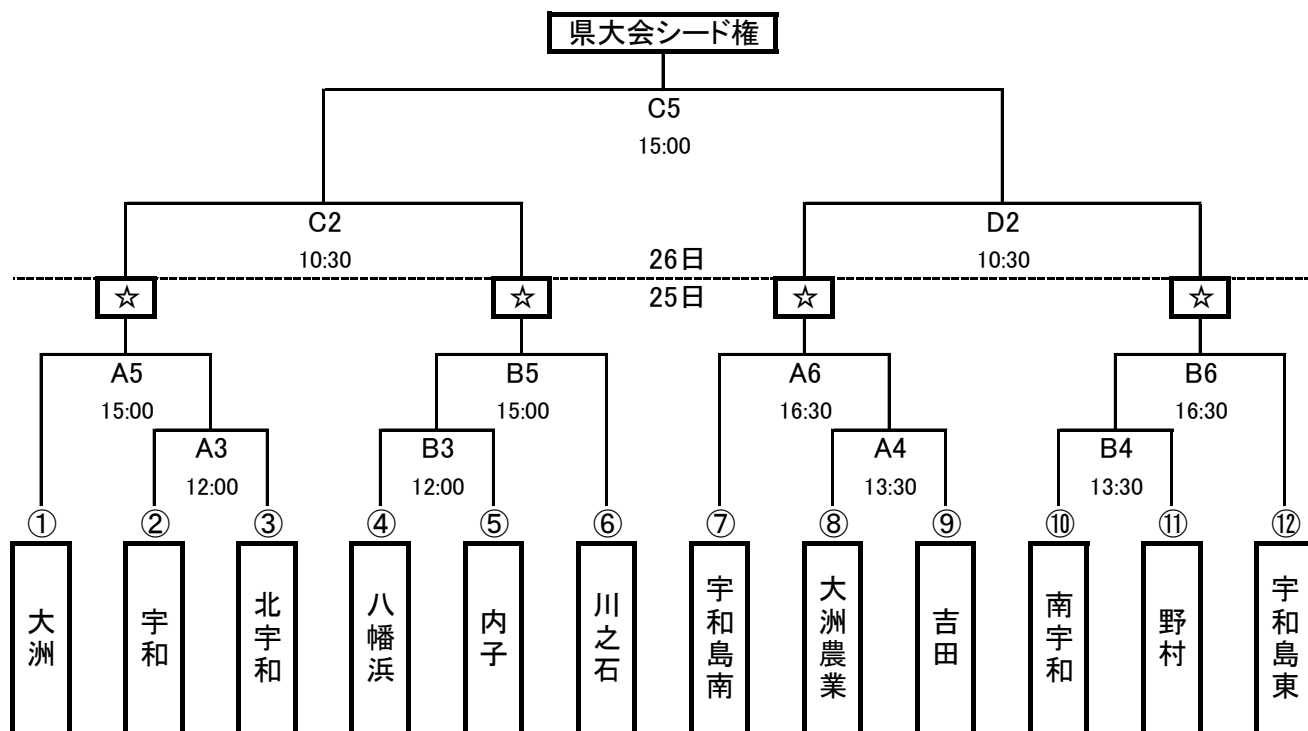 県大会シード権
C5
15:00
C2
D2
10:30
26日
10:30
☆
☆
25日
☆
☆
A5
B5
A6
B6
15:00
15:00
16:30
16:30
A3
B3
A4
B4
12:00
12:00
13:30
13:30
①
②
③
④
⑤
⑥
⑦
⑧
⑨
⑩
⑪
⑫
大洲
宇和
北宇和
八幡浜
内子
川之石
宇和島南
大洲農業
吉田
南宇和
野村
宇和島東